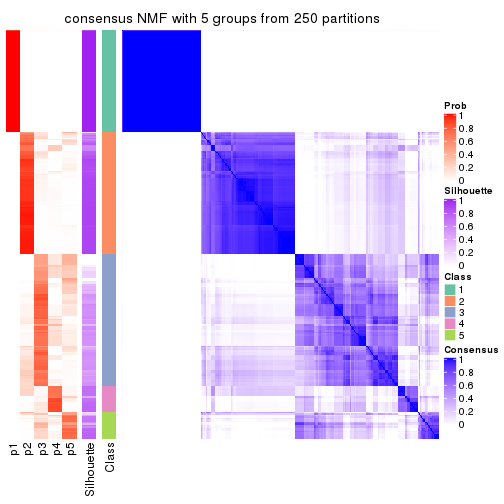 consensus NMF with 5 groups from 250 partitions
Prob
1
0.8
0.6
0.4
0.2
0
Silhouette
1
0.8
0.6
0.4
0.2
0
Class
1
2
3
4
5
Consensus
1
0.8
0.6
0.4
0.2
0
p1
p2
p3
p4
p5
Silhouette
Class